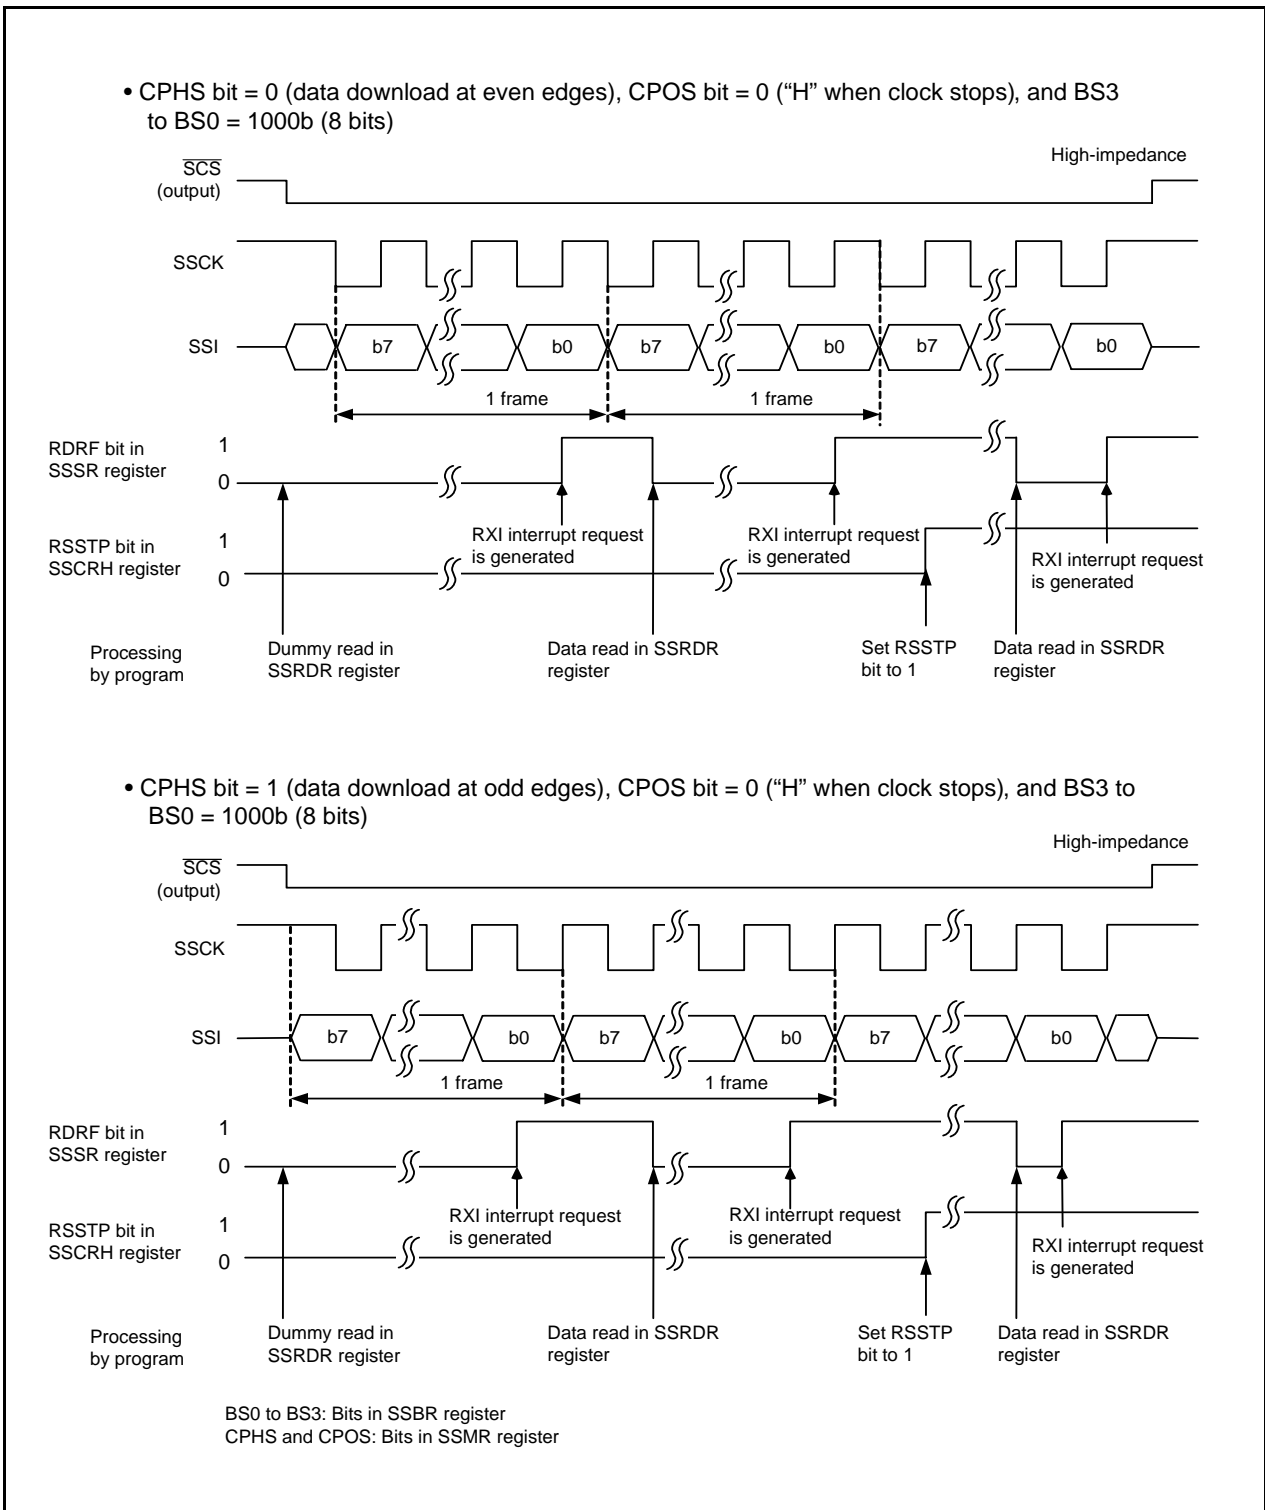 • CPHS bit = 0 (data download at even edges), CPOS bit = 0 (“H” when clock stops), and BS3
to BS0 = 1000b (8 bits)
High-impedance
SCS
(output)
SSCK
SSI
b7
b0
b7
b0
b7
b0
1 frame
1 frame
RDRF bit in
SSSR register
1
0
RXI interrupt request
is generated
RXI interrupt request
is generated
RXI interrupt request
is generated
RSSTP bit in
SSCRH register
1
0
Processing
by program
Dummy read in
SSRDR register
Data read in SSRDR
register
Set RSSTP
bit to 1
Data read in SSRDR
register
• CPHS bit = 1 (data download at odd edges), CPOS bit = 0 (“H” when clock stops), and BS3 to
BS0 = 1000b (8 bits)
High-impedance
SCS
(output)
SSCK
SSI
b7
b0
b7
b0
b7
b0
1 frame
1 frame
RDRF bit in
SSSR register
1
0
RXI interrupt request
is generated
RXI interrupt request
is generated
RXI interrupt request
is generated
RSSTP bit in
SSCRH register
1
0
Processing
by program
Dummy read in
SSRDR register
Data read in SSRDR
register
Set RSSTP
bit to 1
Data read in SSRDR
register
BS0 to BS3: Bits in SSBR register
CPHS and CPOS: Bits in SSMR register